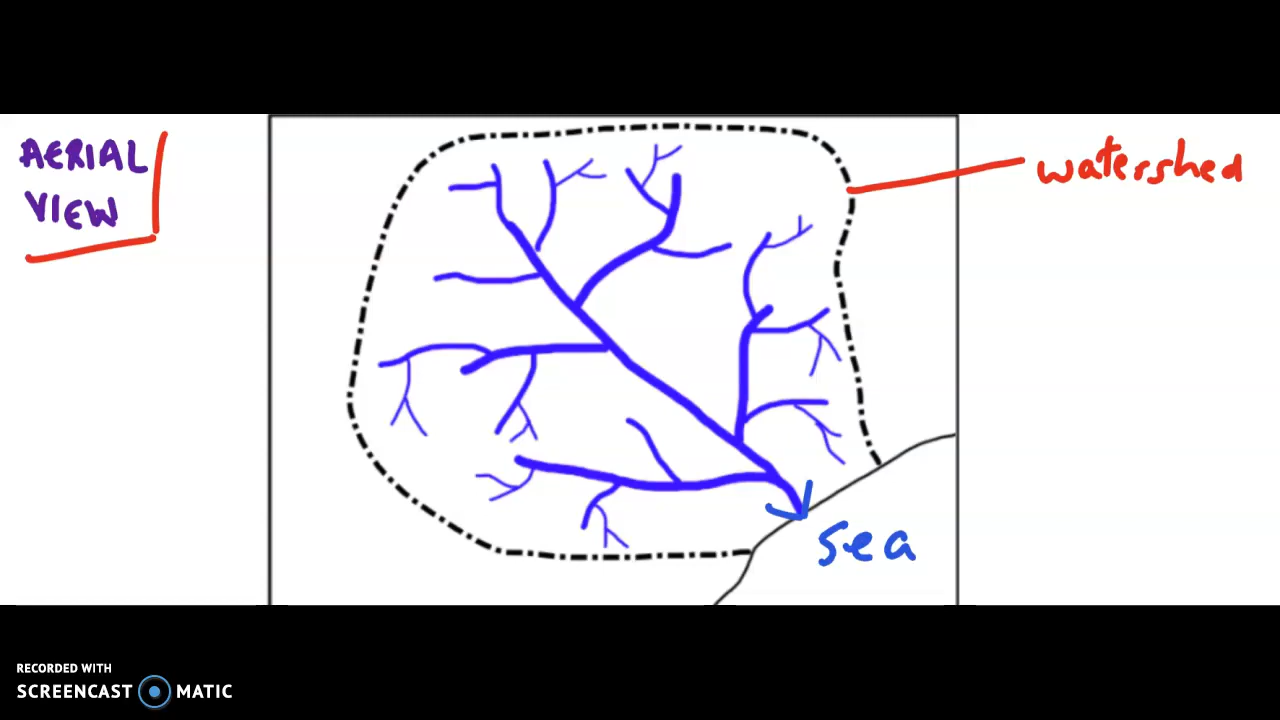 AERIAL
VIEW
watershed
sea
RECORDED WITH
SCREENCAST MATIC